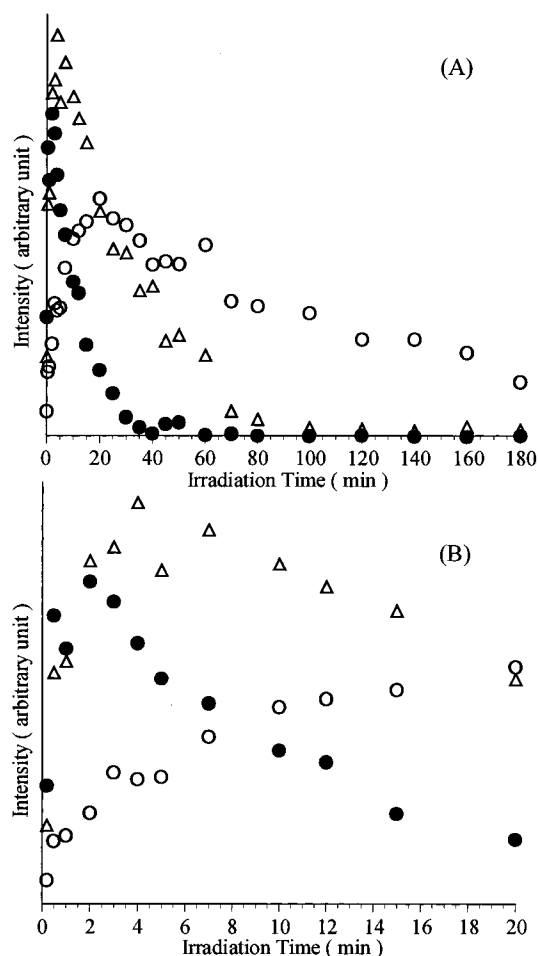 (A)
Intensity ( arbitrary unit )
0 20 40 60 80 100 120 140 160 180
Irradiation Time ( min )
(B)
Intensity ( arbitrary unit )
0 2 4 6 8 10 12 14 16 18 20
Irradiation Time ( min )